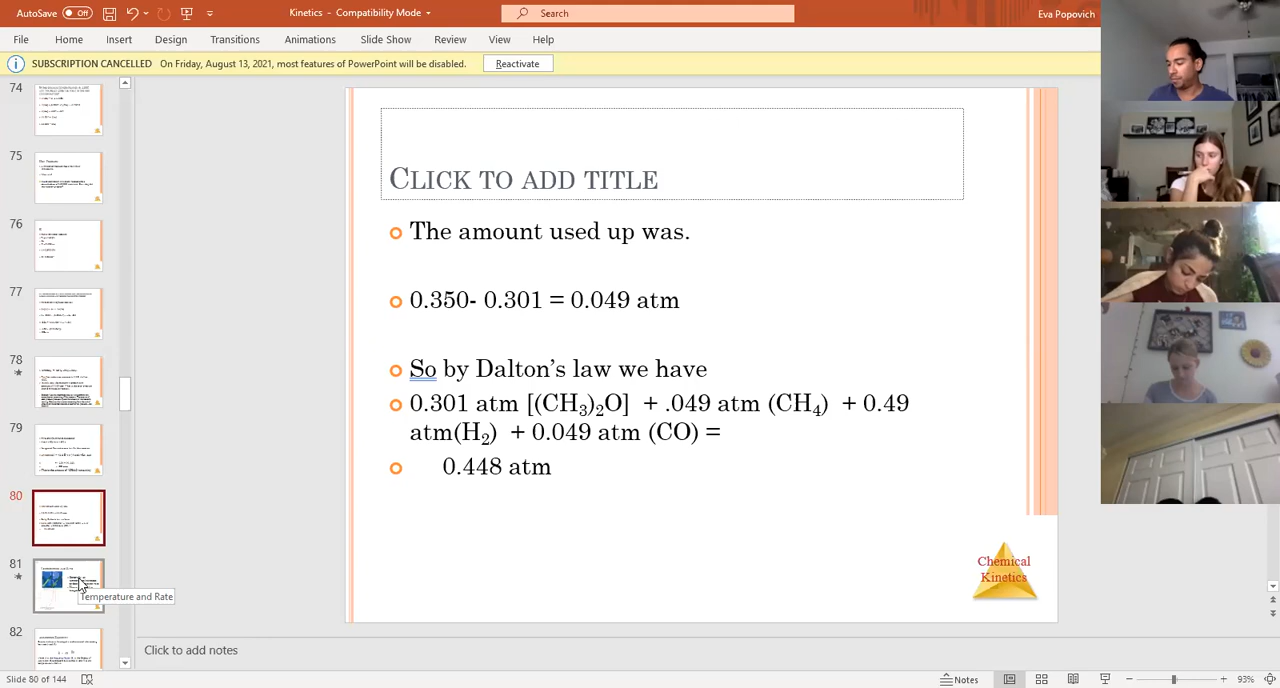 AutoSave Off Kinetics - Compatibility Mode Search Eva Popovich
File Home Insert Design Transitions Animations Slide Show Review View Help
SUBSCRIPTION CANCELLED On Friday, August 13, 2021, most features of PowerPoint will be disabled. Reactivate
74
75
76
77
78
79
80
81
Temperature and Rate
82
CLICK TO ADD TITLE
The amount used up was.
0.350- 0.301 = 0.049 atm
So by Dalton’s law we have
0.301 atm [(CH₃)₂O] + .049 atm (CH₄) + 0.49
atm(H₂) + 0.049 atm (CO) =
0.448 atm
Chemical
Kinetics
Click to add notes
Slide 80 of 144 Notes 93%